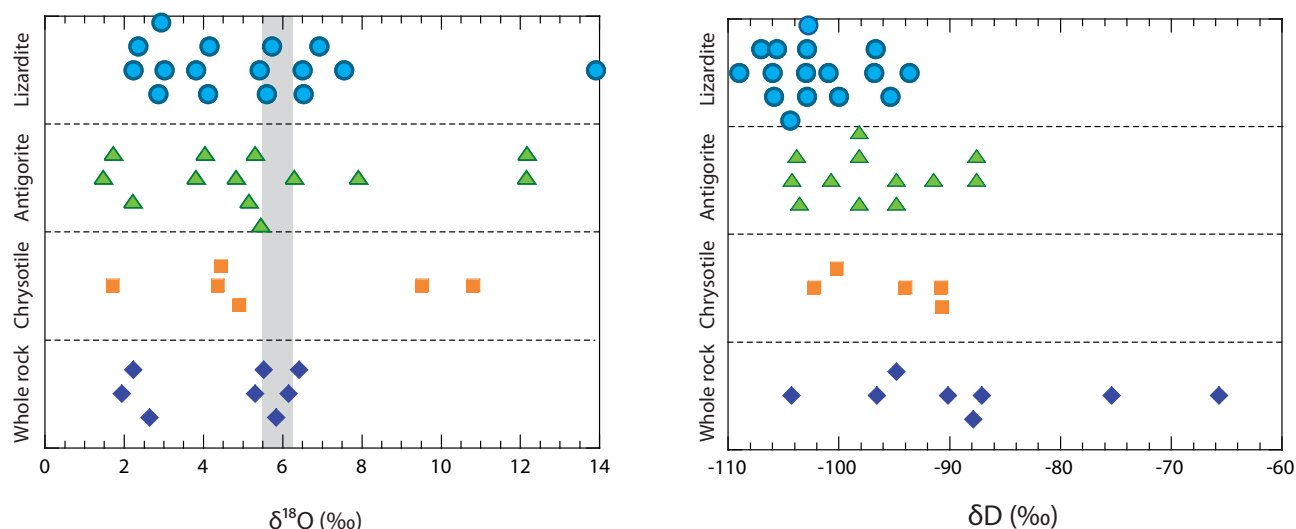 Lizardite
Antigorite
Chrysotile
Whole rock
0 2 4 6 8 10 12 14
δ¹⁸O (‰)
Lizardite
Antigorite
Chrysotile
Whole rock
-110 -100 -90 -80 -70 -60
δD (‰)